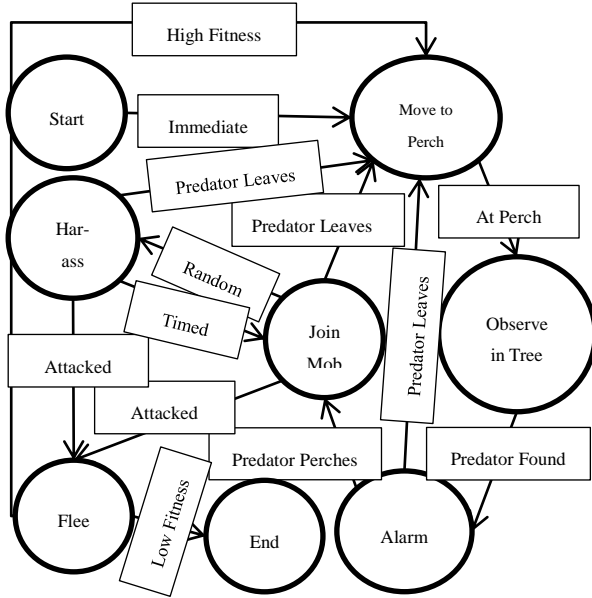 High Fitness
Start
Immediate
Move to
Perch
Predator Leaves
Predator Leaves
At Perch
Har-
ass
Random
Timed
Predator Leaves
Join
Mob
Observe
in Tree
Attacked
Attacked
Predator Perches
Predator Found
Flee
Low Fitness
End
Alarm